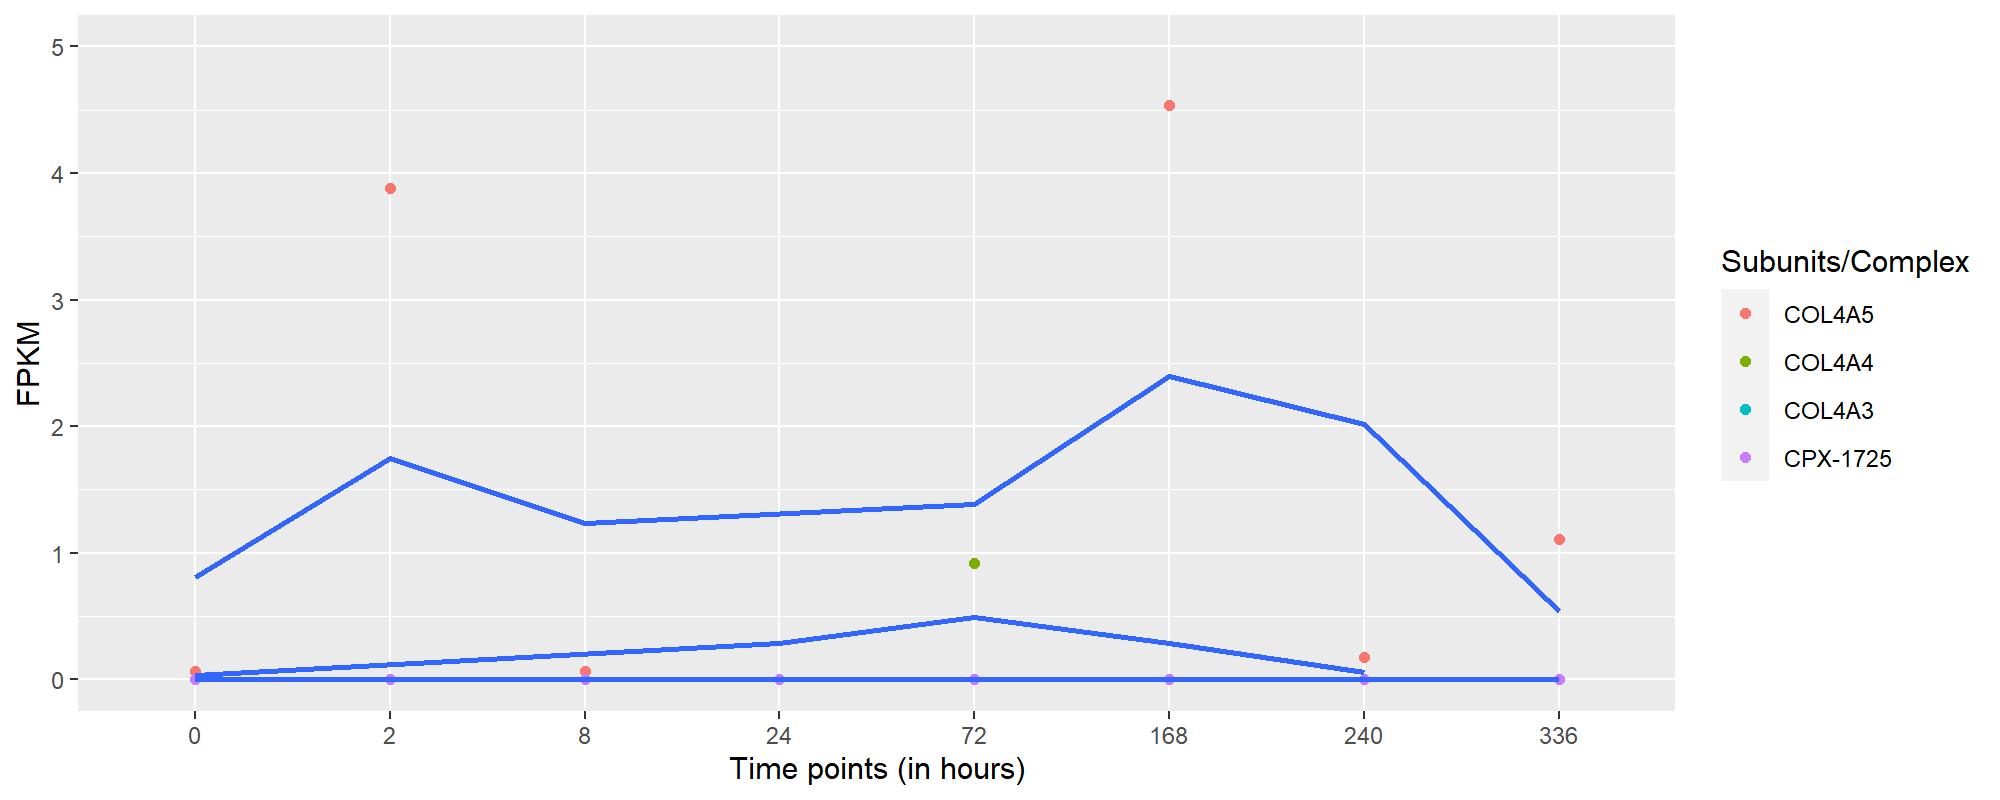 5
4
3
2
1
0
FPKM
0 2 8 24 72 168 240 336
Time points (in hours)
Subunits/Complex
COL4A5
COL4A4
COL4A3
CPX-1725